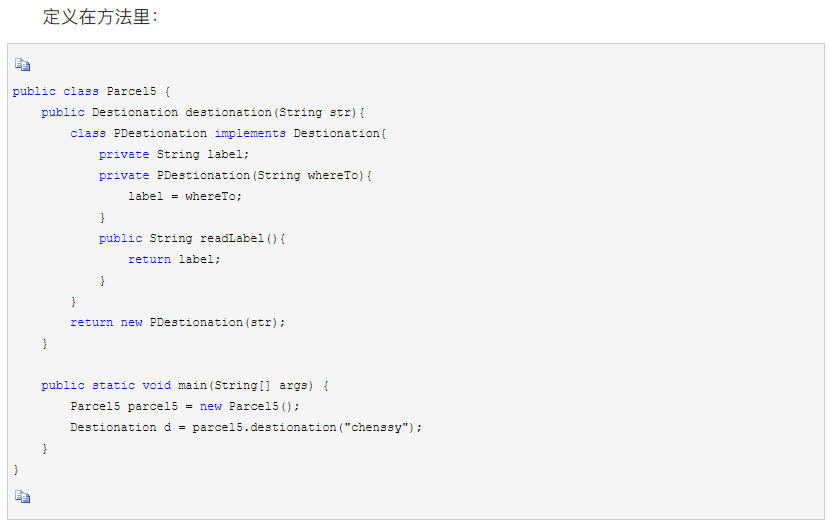 定义在方法里：
public class Parcel5 {
    public Destionation destionation(String str){
        class PDestionation implements Destionation{
            private String label;
            private PDestionation(String whereTo){
                label = whereTo;
            }
            public String readLabel(){
                return label;
            }
        }
        return new PDestionation(str);
    }

    public static void main(String[] args) {
        Parcel5 parcel5 = new Parcel5();
        Destionation d = parcel5.destionation("chenssy");
    }
}